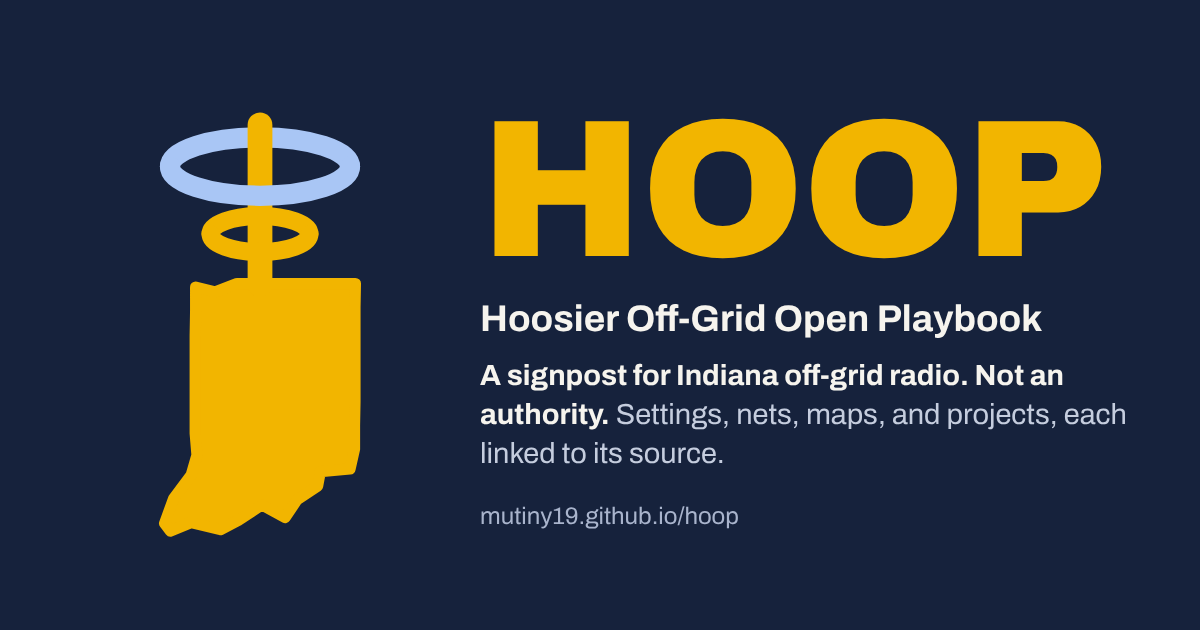 HOOP
Hoosier Off-Grid Open Playbook
A signpost for Indiana off-grid radio. Not an
authority. Settings, nets, maps, and projects, each
linked to its source.
mutiny19.github.io/hoop